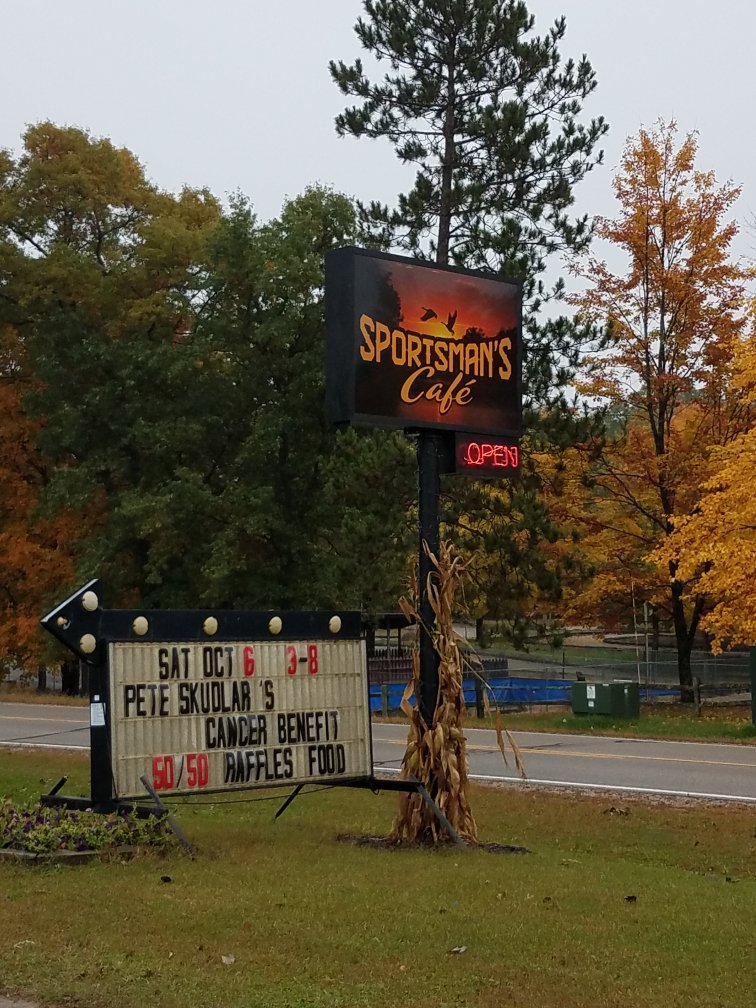 SPORTSMAN'S
Café
OPEN
SAT OCT 6 3-8
PETE SKUDLAR'S
CANCER BENEFIT
50/50 RAFFLES FOOD